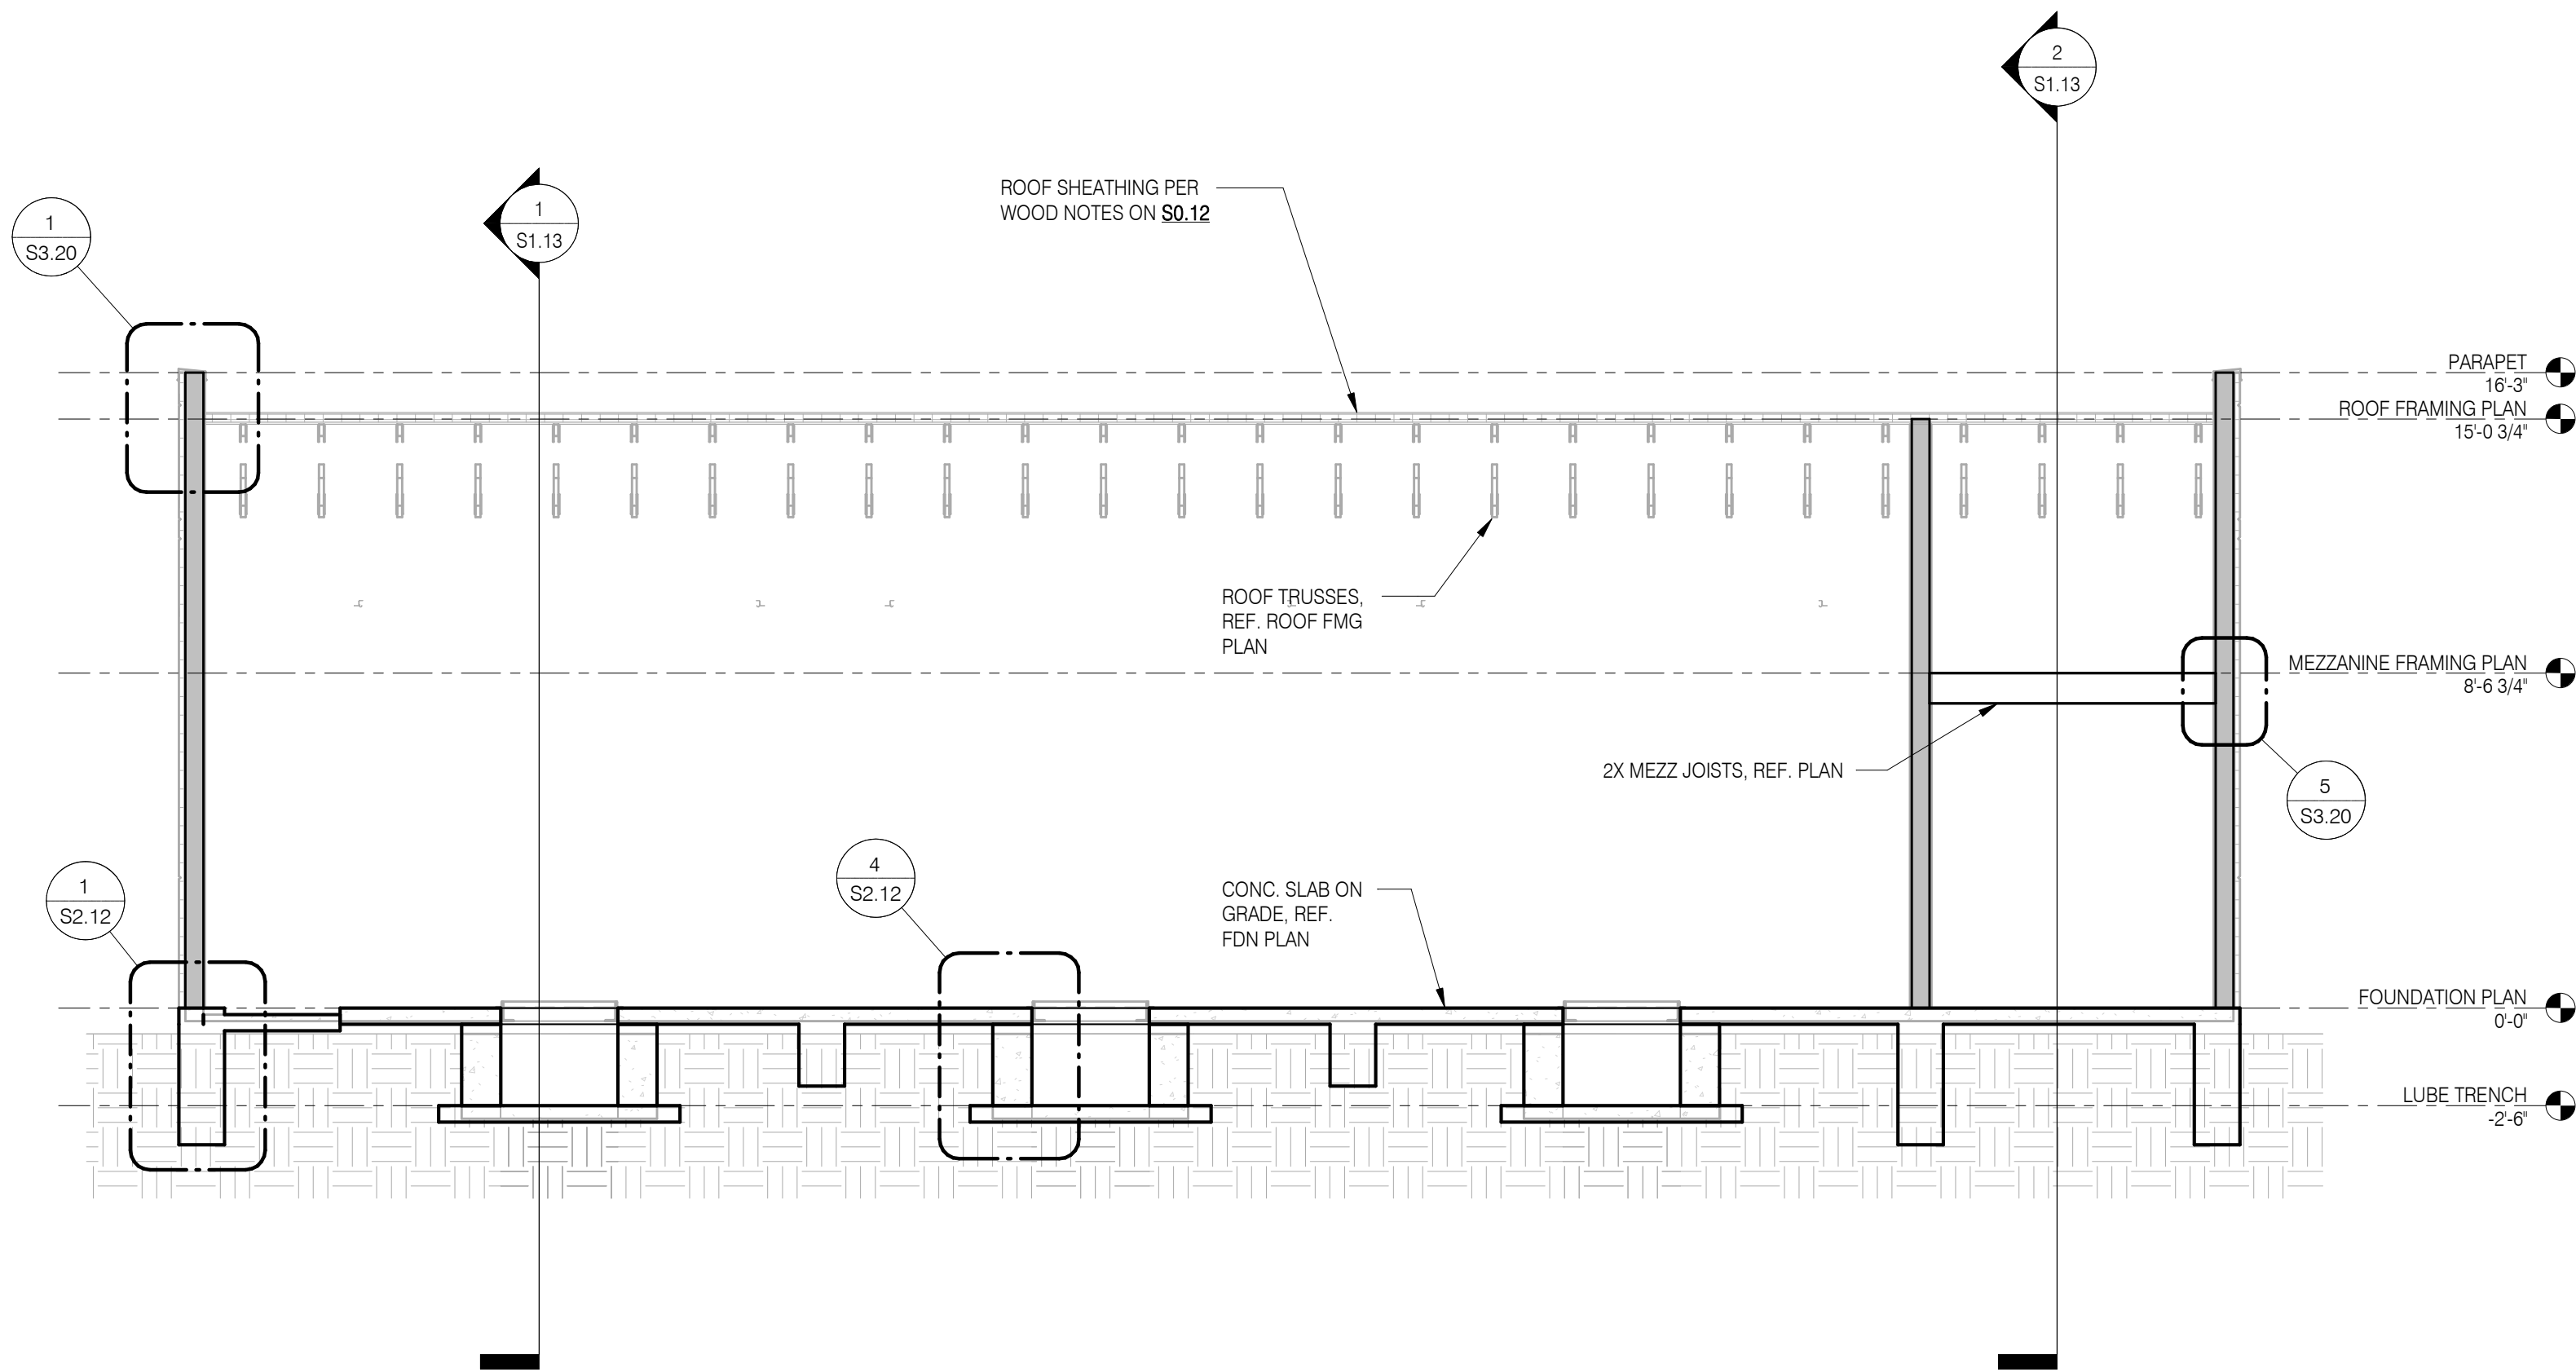 2
S1.13
1
S1.13
1
S3.20
ROOF SHEATHING PER
WOOD NOTES ON S0.12
PARAPET
16'-3"
ROOF FRAMING PLAN
15'-0 3/4"
ROOF TRUSSES,
REF. ROOF FMG
PLAN
MEZZANINE FRAMING PLAN
8'-6 3/4"
2X MEZZ JOISTS, REF. PLAN
5
S3.20
1
S2.12
4
S2.12
CONC. SLAB ON
GRADE, REF.
FDN PLAN
FOUNDATION PLAN
0'-0"
LUBE TRENCH
-2'-6"